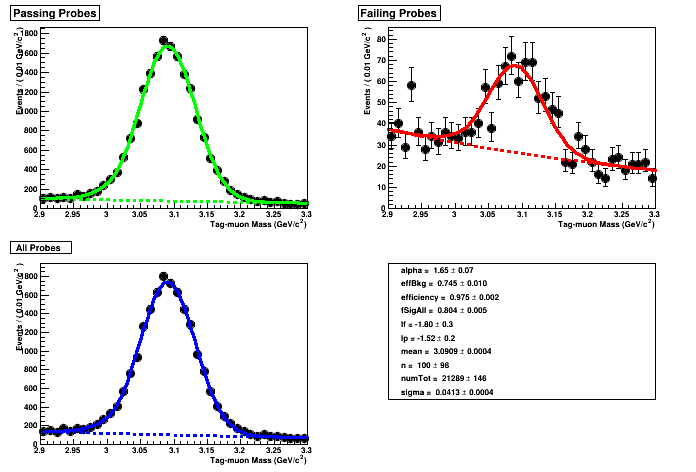 Passing Probes
Events / ( 0.01 GeV/c² )
1800
1600
1400
1200
1000
800
600
400
200
2.9 2.95 3 3.05 3.1 3.15 3.2 3.25 3.3
Tag-muon Mass (GeV/c²)
Failing Probes
Events / ( 0.01 GeV/c² )
80
70
60
50
40
30
20
10
0
2.9 2.95 3 3.05 3.1 3.15 3.2 3.25 3.3
Tag-muon Mass (GeV/c²)
All Probes
Events / ( 0.01 GeV/c² )
1800
1600
1400
1200
1000
800
600
400
200
0
2.9 2.95 3 3.05 3.1 3.15 3.2 3.25 3.3
Tag-muon Mass (GeV/c²)
alpha = 1.65 ± 0.07
effBkg = 0.745 ± 0.010
efficiency = 0.975 ± 0.002
fSigAll = 0.804 ± 0.005
lf = -1.80 ± 0.3
lp = -1.52 ± 0.2
mean = 3.0909 ± 0.0004
n = 100 ± 98
numTot = 21289 ± 146
sigma = 0.0413 ± 0.0004